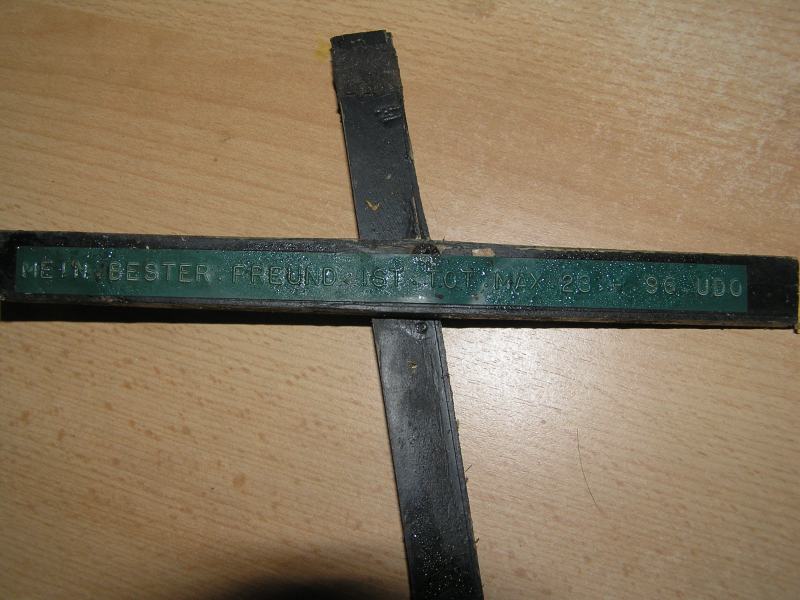 MEIN BESTER FREUND IST TOT MAX 23 - 96 UDO